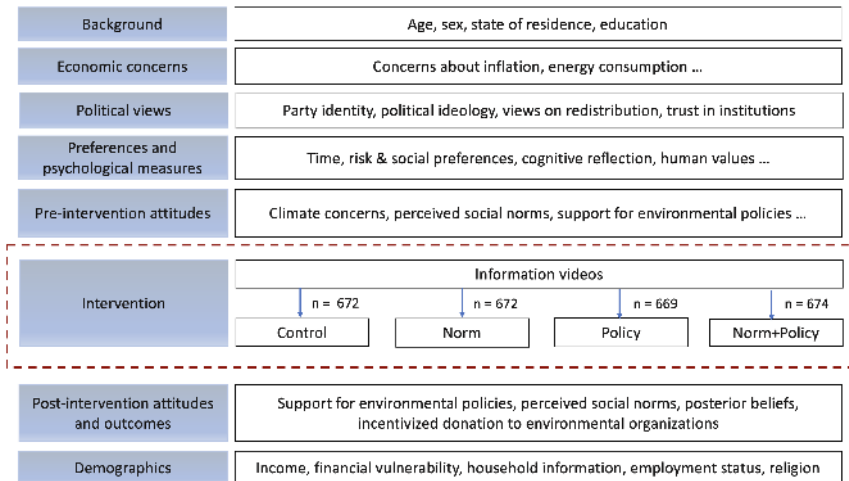 Background
Age, sex, state of residence, education
Economic concerns
Concerns about inflation, energy consumption ...
Political views
Party identity, political ideology, views on redistribution, trust in institutions
Preferences and
psychological measures
Time, risk & social preferences, cognitive reflection, human values ...
Pre-intervention attitudes
Climate concerns, perceived social norms, support for environmental policies ...
Intervention
Information videos
n = 672
n = 672
n = 669
n = 674
Control
Norm
Policy
Norm+Policy
Post-intervention attitudes
and outcomes
Support for environmental policies, perceived social norms, posterior beliefs,
incentivized donation to environmental organizations
Demographics
Income, financial vulnerability, household information, employment status, religion